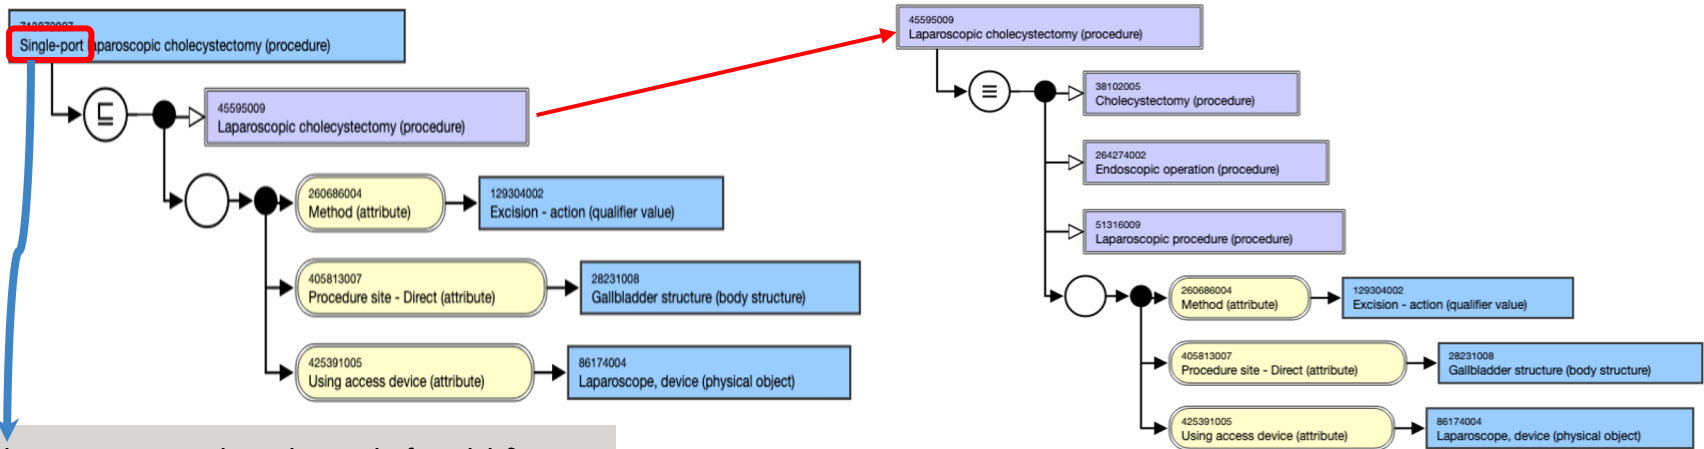 Single-port laparoscopic cholecystectomy (procedure)
⊑
45595009
Laparoscopic cholecystectomy (procedure)
260686004
Method (attribute)
129304002
Excision - action (qualifier value)
405813007
Procedure site - Direct (attribute)
28231008
Gallbladder structure (body structure)
425391005
Using access device (attribute)
86174004
Laparoscope, device (physical object)
45595009
Laparoscopic cholecystectomy (procedure)
≡
38102005
Cholecystectomy (procedure)
264274002
Endoscopic operation (procedure)
51316009
Laparoscopic procedure (procedure)
260686004
Method (attribute)
129304002
Excision - action (qualifier value)
405813007
Procedure site - Direct (attribute)
28231008
Gallbladder structure (body structure)
425391005
Using access device (attribute)
86174004
Laparoscope, device (physical object)